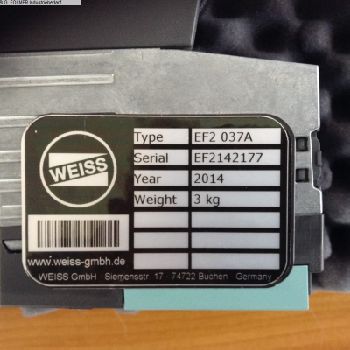 WEISS
Type EF2 037A
Serial EF2142177
Year 2014
Weight 3 kg
www.weiss-gmbh.de
WEISS GmbH Siemensstr. 17 74722 Buchen Germany